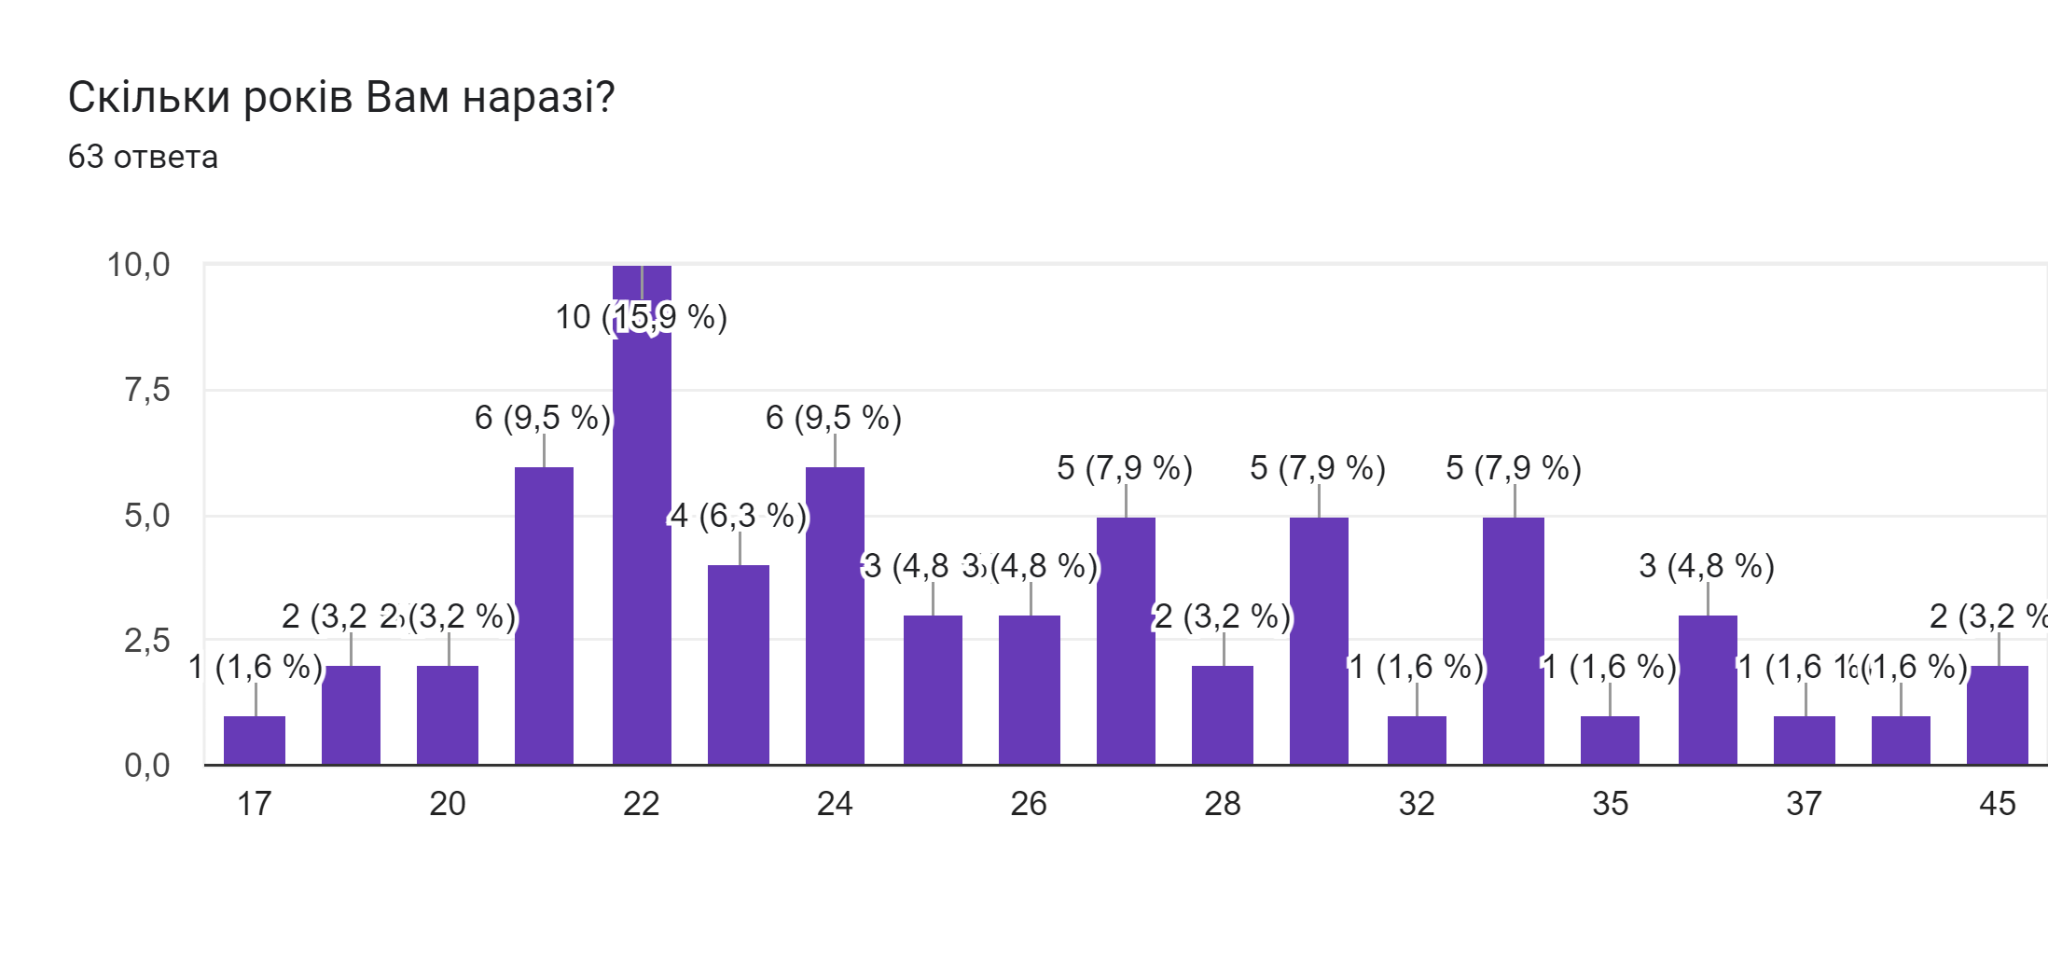 Скільки років Вам наразі?
63 ответа
10,0
7,5
5,0
2,5
0,0
1 (1,6 %)
2 (3,2
2 (3,2 %)
6 (9,5 %)
10 (15,9 %)
4 (6,3 %)
6 (9,5 %)
3 (4,8
3 (4,8 %)
5 (7,9 %)
2 (3,2 %)
5 (7,9 %)
1 (1,6 %)
5 (7,9 %)
1 (1,6 %)
3 (4,8 %)
1 (1,6
1 (1,6 %)
2 (3,2 %
17 20 22 24 26 28 32 35 37 45